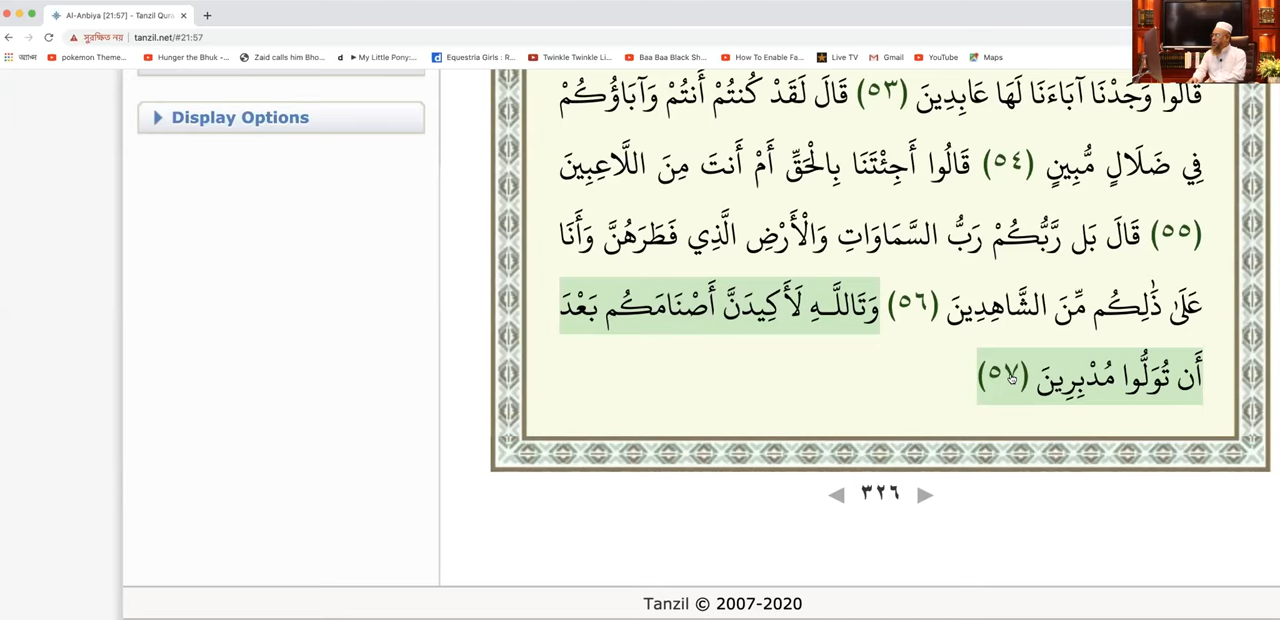 Al-Anbiya [21:57] - Tanzil Qura
সুরক্ষিত নয় | tanzil.net/#21:57
অ্যাপ্স pokemon Theme... Hunger the Bhuk -... Zaid calls him Bho... My Little Pony:... Equestria Girls : R... Twinkle Twinkle Li... Baa Baa Black Sh... How To Enable Fa... Live TV Gmail YouTube Maps
Display Options
قَالُوا وَجَدْنَا آبَاءَنَا لَهَا عَابِدِينَ ﴿٥٣﴾ قَالَ لَقَدْ كُنتُمْ أَنتُمْ وَآبَاؤُكُمْ
فِي ضَلَالٍ مُّبِينٍ ﴿٥٤﴾ قَالُوا أَجِئْتَنَا بِالْحَقِّ أَمْ أَنتَ مِنَ اللَّاعِبِينَ
﴿٥٥﴾ قَالَ بَل رَّبُّكُمْ رَبُّ السَّمَاوَاتِ وَالْأَرْضِ الَّذِي فَطَرَهُنَّ وَأَنَا
عَلَىٰ ذَٰلِكُم مِّنَ الشَّاهِدِينَ ﴿٥٦﴾ وَتَاللَّـهِ لَأَكِيدَنَّ أَصْنَامَكُم بَعْدَ
أَن تُوَلُّوا مُدْبِرِينَ ﴿٥٧﴾
٣٢٦
Tanzil © 2007-2020